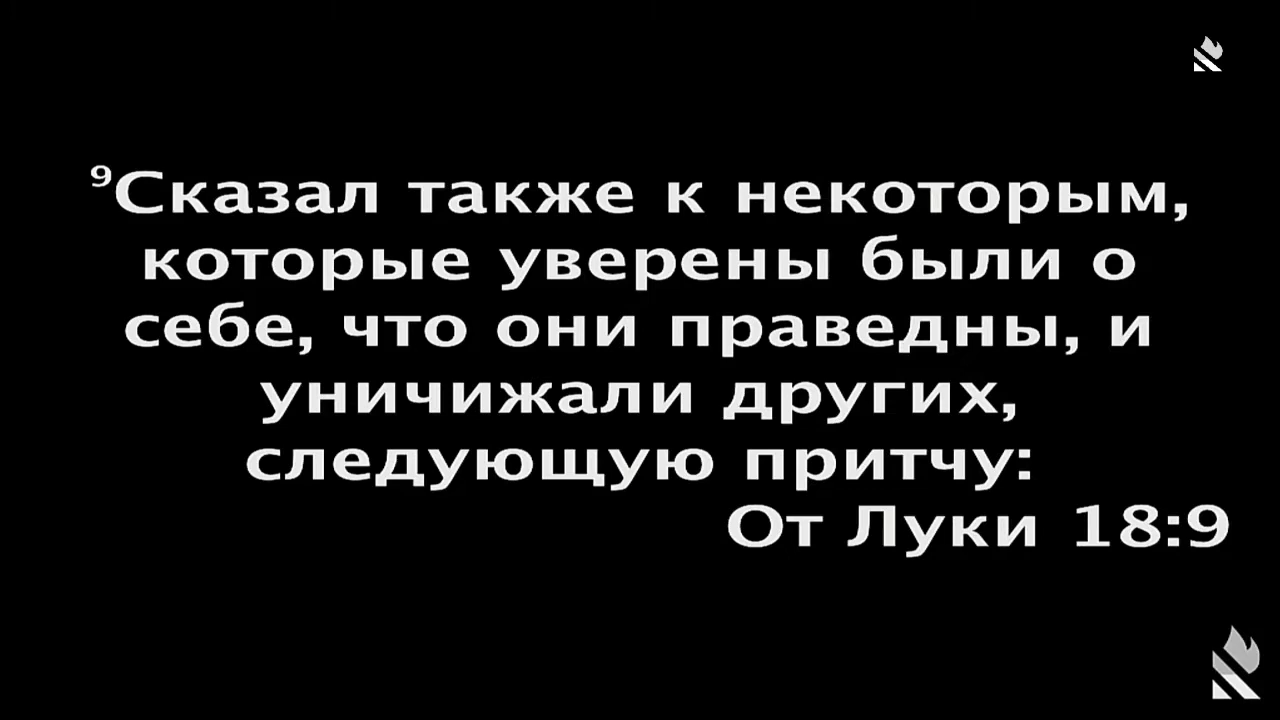 ⁹Сказал также к некоторым,
которые уверены были о
себе, что они праведны, и
уничижали других,
следующую притчу:
От Луки 18:9